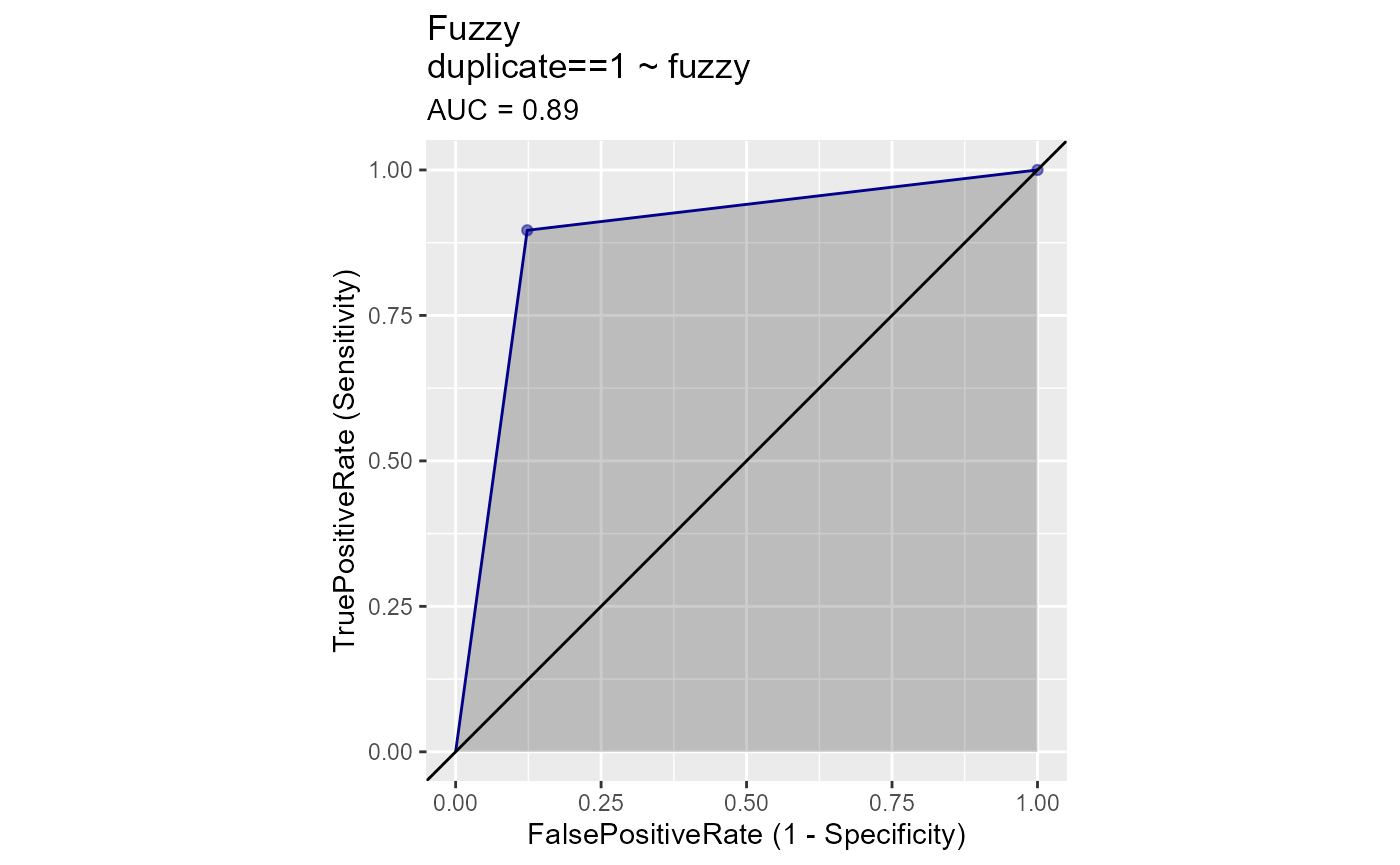 Fuzzy
duplicate==1 ~ fuzzy
AUC = 0.89
1.00
0.75
0.50
0.25
0.00
TruePositiveRate (Sensitivity)
0.00 0.25 0.50 0.75 1.00
FalsePositiveRate (1 - Specificity)